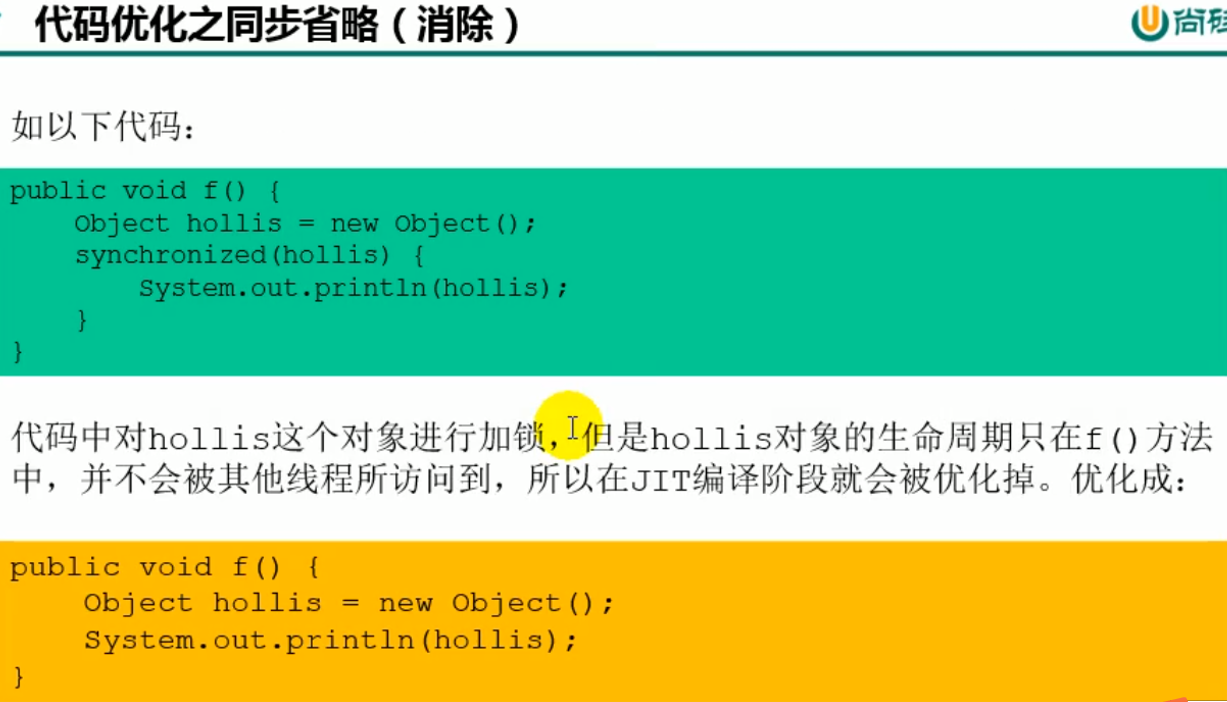 代码优化之同步省略（消除）
尚硅
如以下代码：
public void f() {
    Object hollis = new Object();
    synchronized(hollis) {
        System.out.println(hollis);
    }
}
代码中对hollis这个对象进行加锁，但是hollis对象的生命周期只在f()方法
中，并不会被其他线程所访问到，所以在JIT编译阶段就会被优化掉。优化成：
public void f() {
    Object hollis = new Object();
    System.out.println(hollis);
}